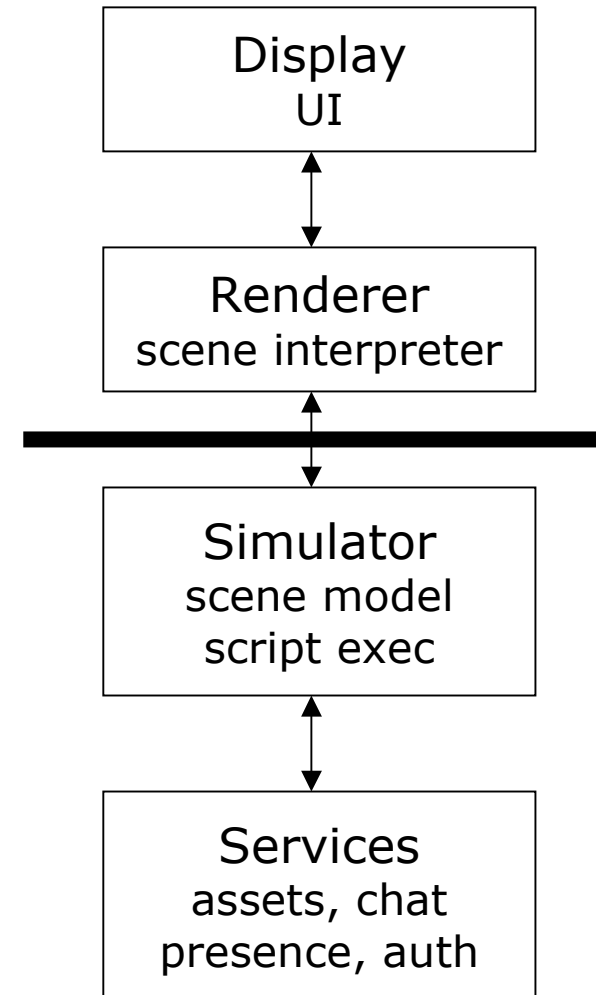 Display
UI
Renderer
scene interpreter
Simulator
scene model
script exec
Services
assets, chat
presence, auth